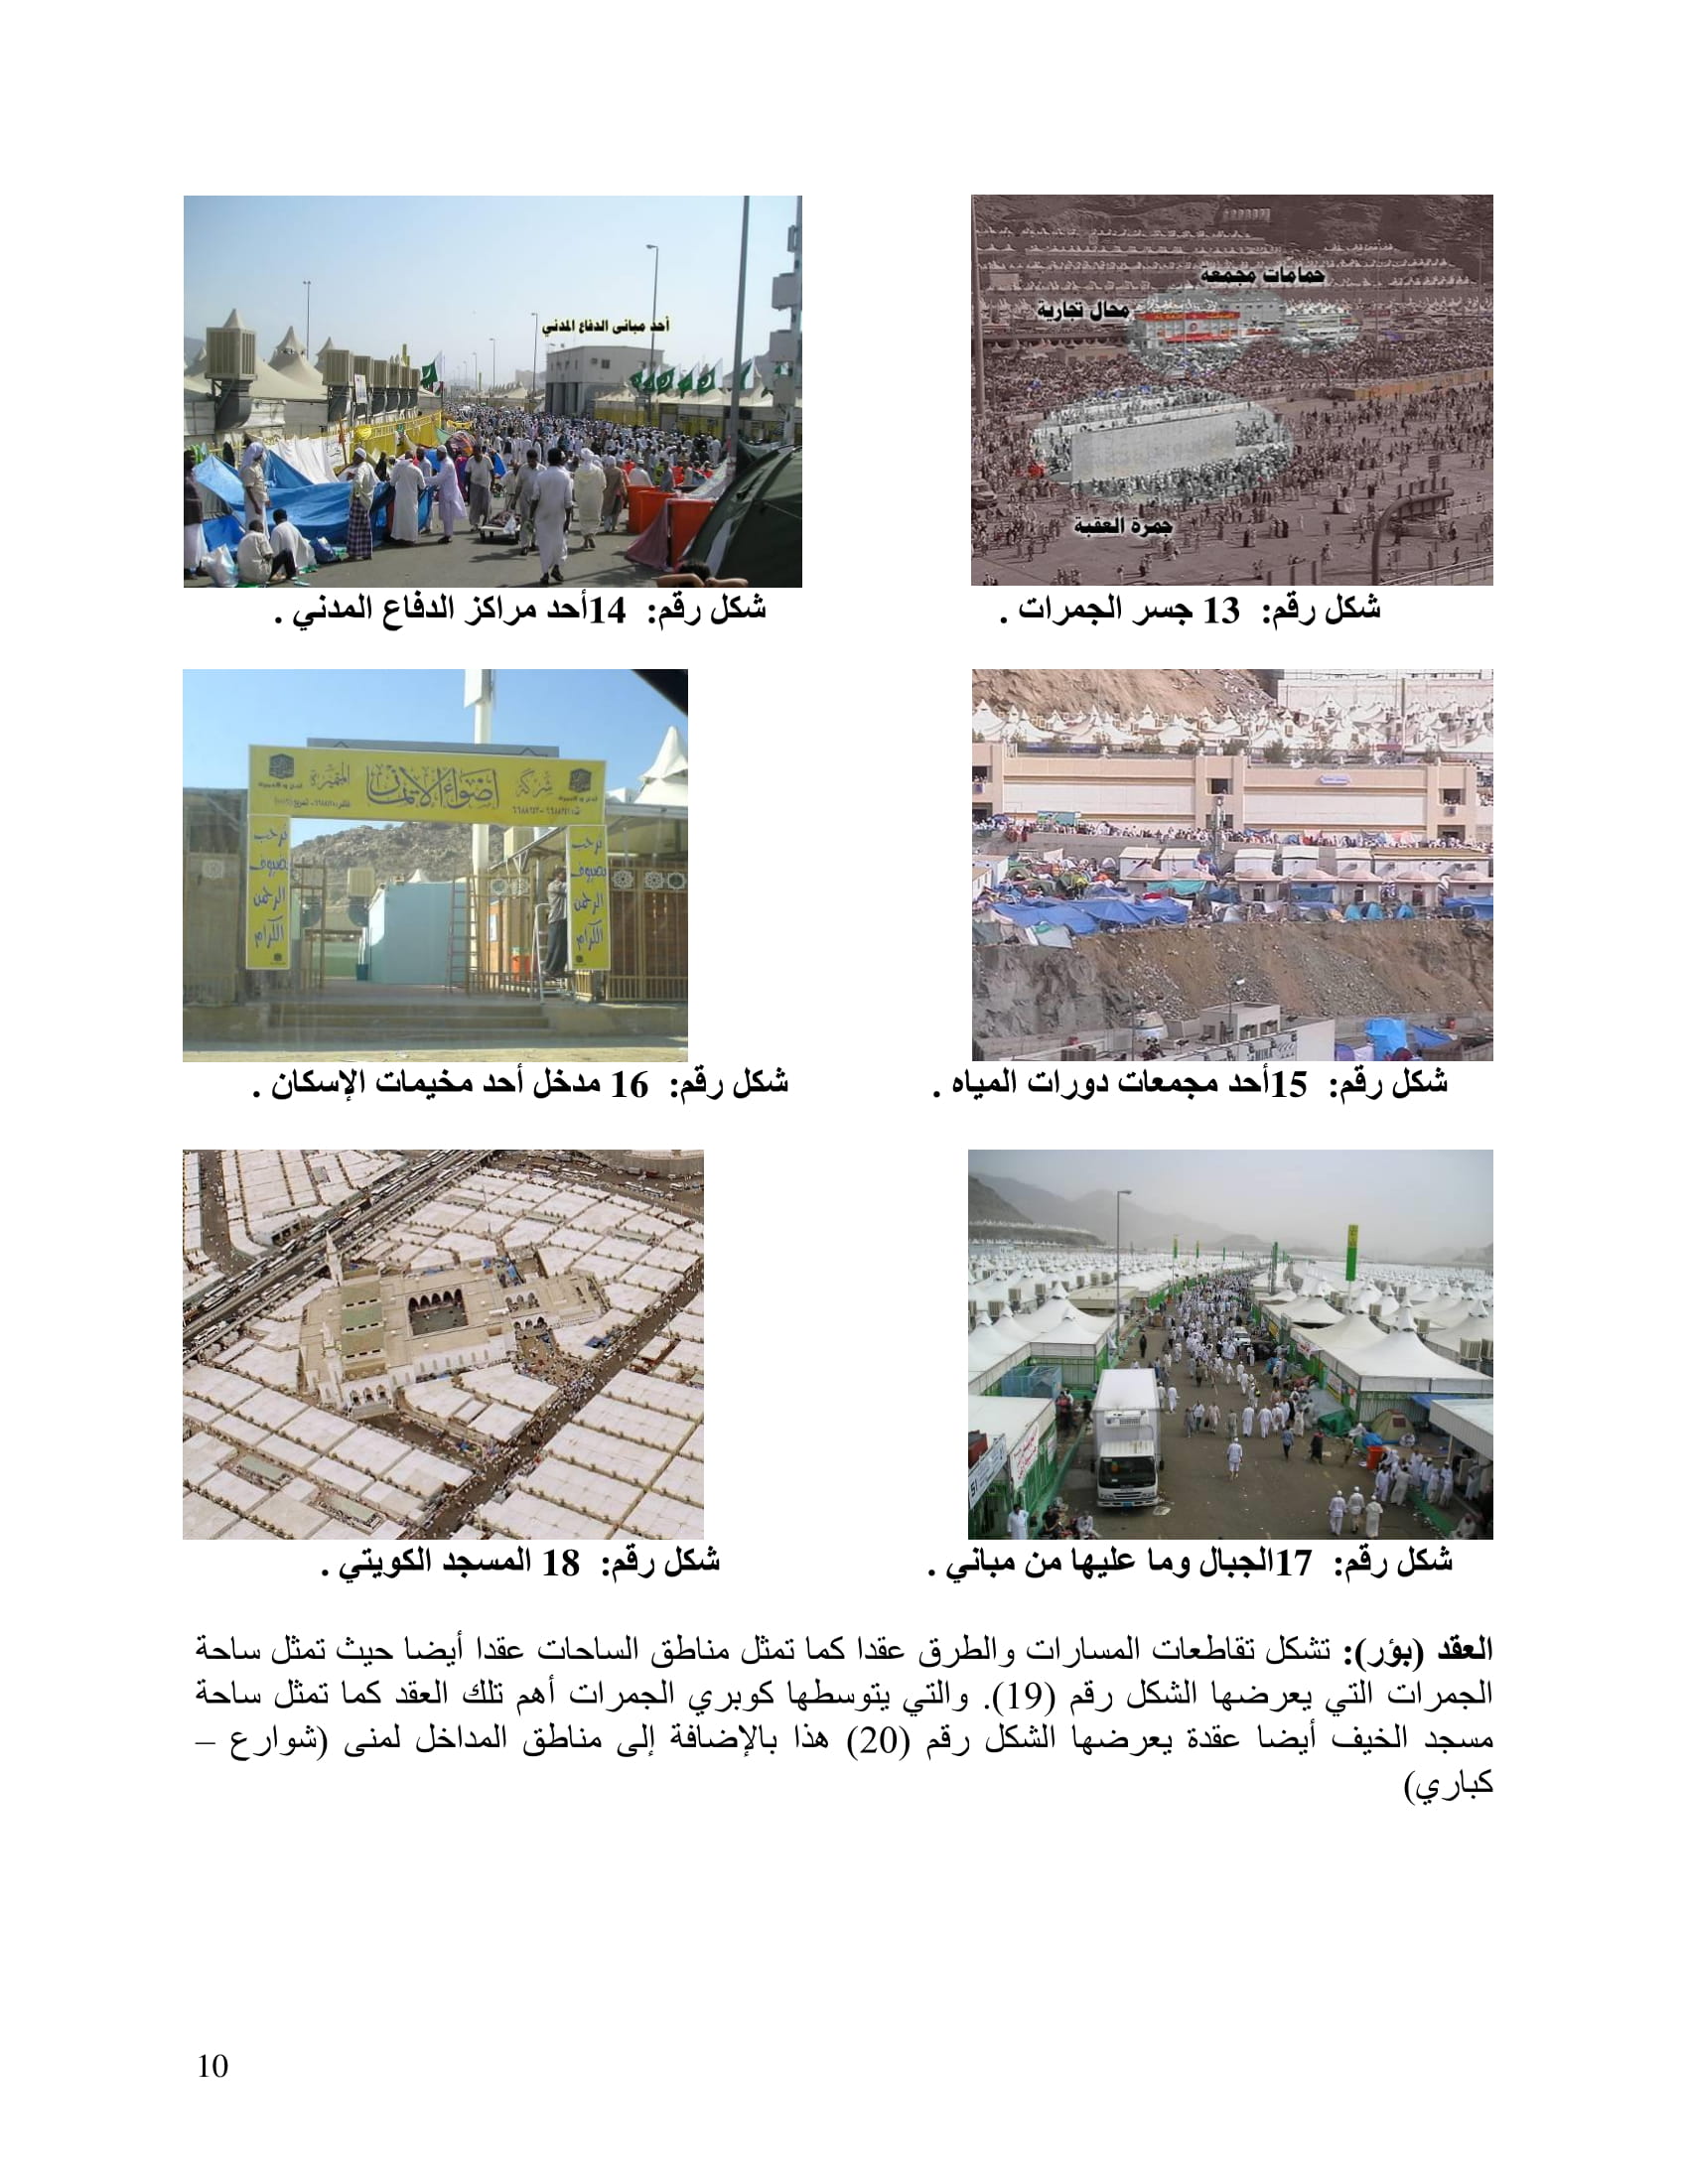 حمامات مجمعة
محال تجارية
جمرة العقبة
أحد مبانى الدفاع المدني
شكل رقم: 13 جسر الجمرات .
شكل رقم: 14أحد مراكز الدفاع المدني .
شركة أضواء الإيمان المتميزة
نرحب
بضيوف
الرحمن
الكرام
نرحب
بضيوف
الرحمن
الكرام
شكل رقم: 15أحد مجمعات دورات المياه .
شكل رقم: 16 مدخل أحد مخيمات الإسكان .
شكل رقم: 17الجبال وما عليها من مباني .
شكل رقم: 18 المسجد الكويتي .
العقد (بؤر): تشكل تقاطعات المسارات والطرق عقدا كما تمثل مناطق الساحات عقدا أيضا حيث تمثل ساحة
الجمرات التي يعرضها الشكل رقم (19). والتي يتوسطها كوبري الجمرات أهم تلك العقد كما تمثل ساحة
مسجد الخيف أيضا عقدة يعرضها الشكل رقم (20) هذا بالإضافة إلى مناطق المداخل لمنى (شوارع –
كباري)
10